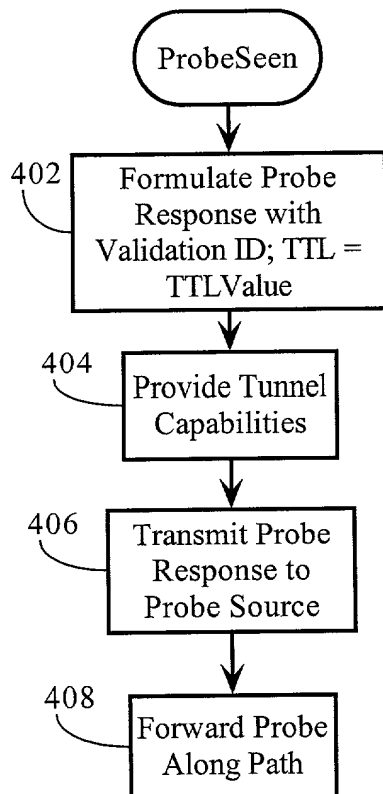 ProbeSeen
402
Formulate Probe
Response with
Validation ID; TTL =
TTLValue
404
Provide Tunnel
Capabilities
406
Transmit Probe
Response to
Probe Source
408
Forward Probe
Along Path